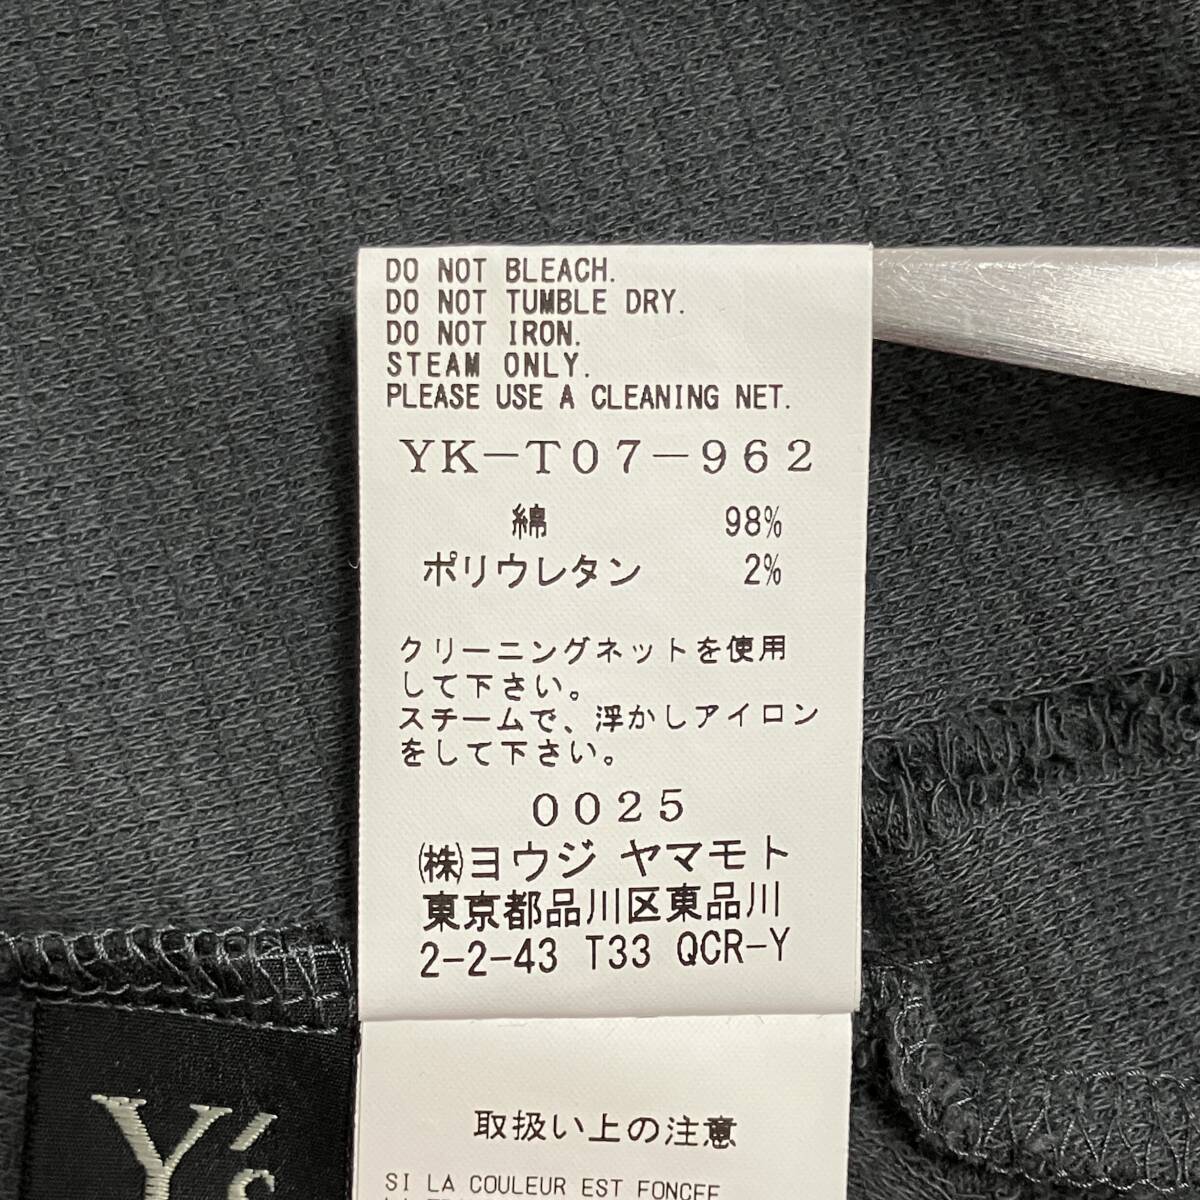 DO NOT BLEACH.
DO NOT TUMBLE DRY.
DO NOT IRON.
STEAM ONLY.
PLEASE USE A CLEANING NET.
YK-T07-962
綿 98%
ポリウレタン 2%
クリーニングネットを使用
して下さい。
スチームで、浮かしアイロン
をして下さい。
0025
㈱ヨウジ ヤマモト
東京都品川区東品川
2-2-43 T33 QCR-Y
取扱い上の注意
SI LA COULEUR EST FONCEE
Y's